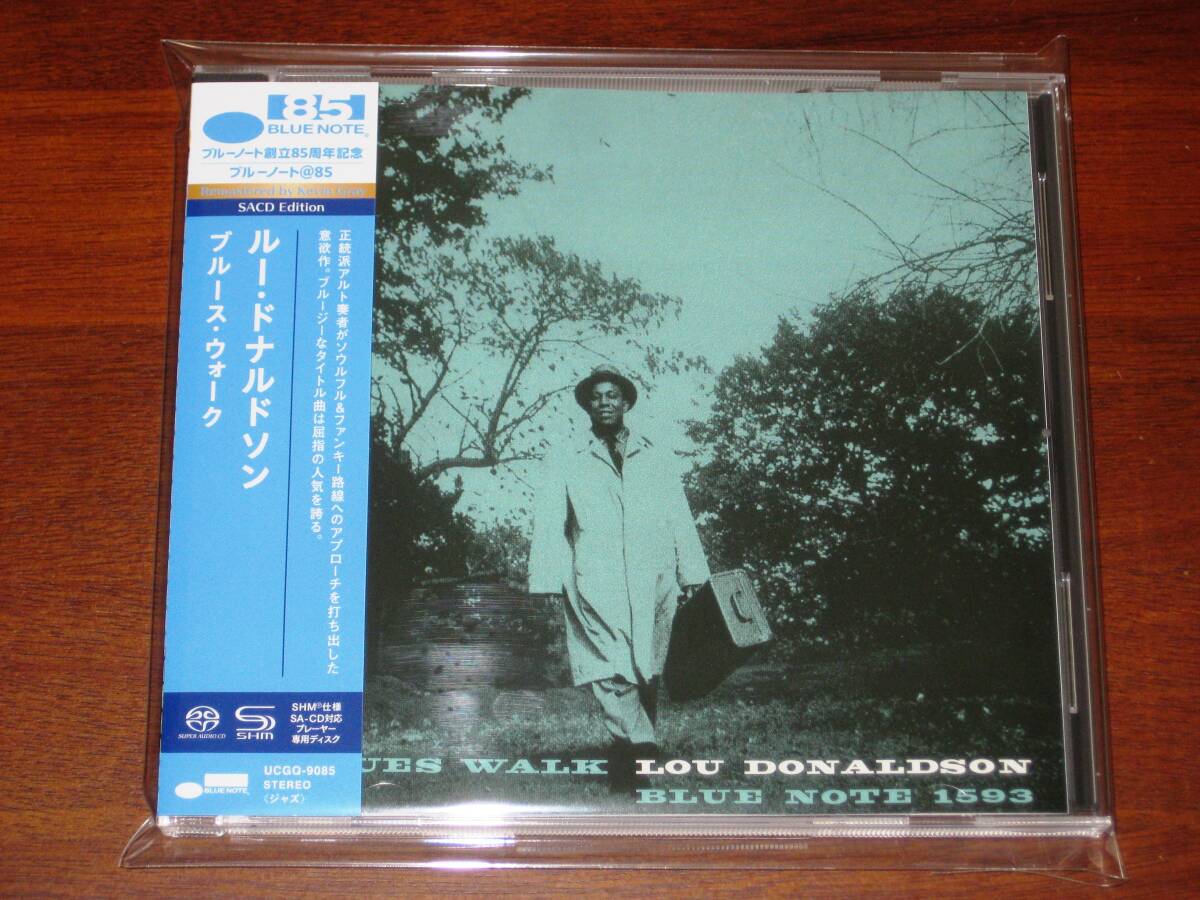 85
BLUE NOTE®
ブルーノート創立85周年記念
ブルーノート@85
Remastered by Kevin Gray
SACD Edition
ルー・ドナルドソン
ブルース・ウォーク
正統派アルト奏者がソウルフル&ファンキー路線へのアプローチを打ち出した
意欲作。ブルージーなタイトル曲は屈指の人気を誇る。
SUPER AUDIO CD
SHM
SHM®仕様
SA-CD対応
プレーヤー
専用ディスク
BLUE NOTE®
UCGQ-9085
STEREO
〈ジャズ〉
UES WALK LOU DONALDSON
BLUE NOTE 1593